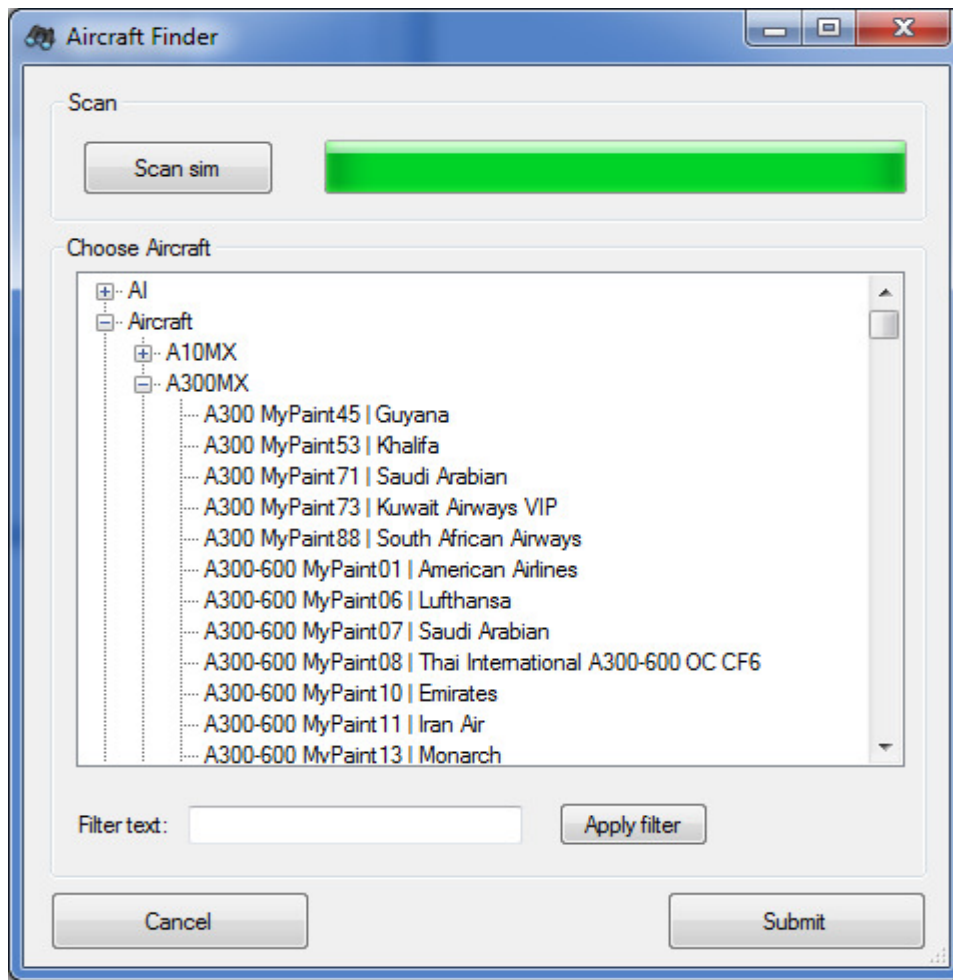 Aircraft Finder
Scan
Scan sim
Choose Aircraft
AI
Aircraft
A10MX
A300MX
A300 MyPaint45 | Guyana
A300 MyPaint53 | Khalifa
A300 MyPaint71 | Saudi Arabian
A300 MyPaint73 | Kuwait Airways VIP
A300 MyPaint88 | South African Airways
A300-600 MyPaint01 | American Airlines
A300-600 MyPaint06 | Lufthansa
A300-600 MyPaint07 | Saudi Arabian
A300-600 MyPaint08 | Thai International A300-600 OC CF6
A300-600 MyPaint10 | Emirates
A300-600 MyPaint11 | Iran Air
A300-600 MyPaint13 | Monarch
Filter text: Apply filter
Cancel Submit